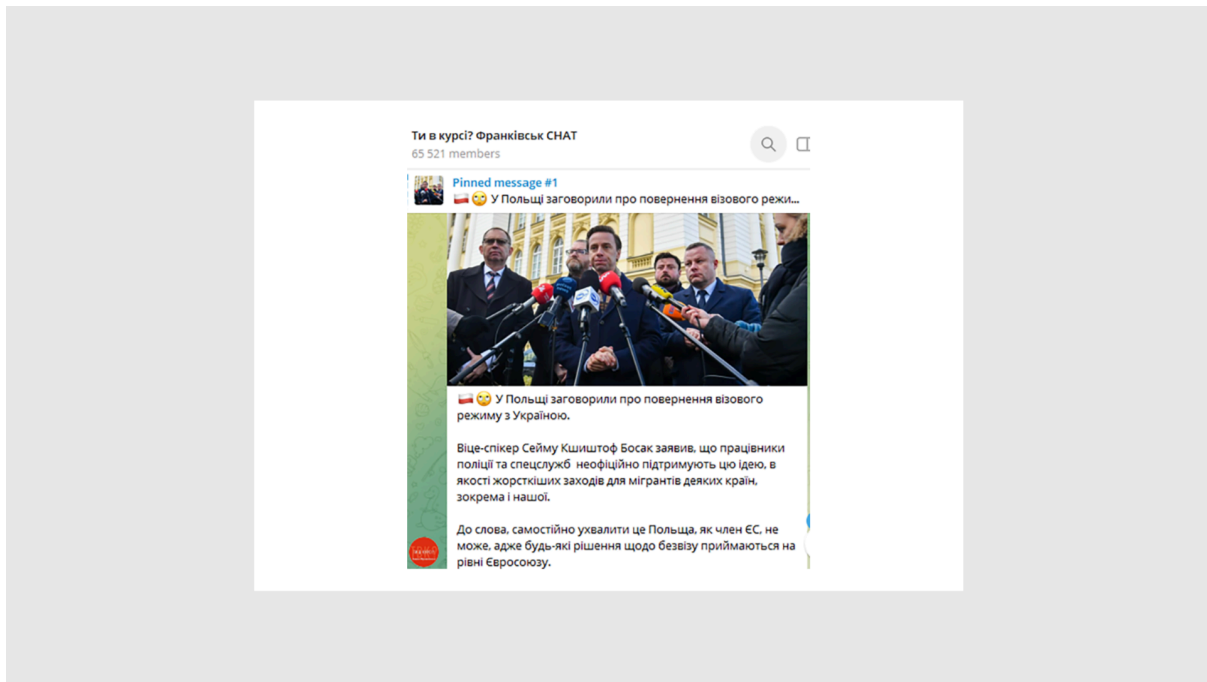 Ти в курсі? Франківськ CHAT
65 521 members
Pinned message #1
У Польщі заговорили про повернення візового режи...
У Польщі заговорили про повернення візового
режиму з Україною.
Віце-спікер Сейму Кшиштоф Босак заявив, що працівники
поліції та спецслужб неофіційно підтримують цю ідею, в
якості жорсткіших заходів для мігрантів деяких країн,
зокрема і нашої.
До слова, самостійно ухвалити це Польща, як член ЄС, не
може, адже будь-які рішення щодо безвізу приймаються на
рівні Євросоюзу.